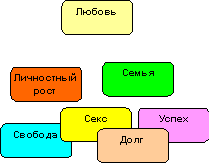 Любовь
Личностный
рост
Семья
Свобода
Секс
Долг
Успех